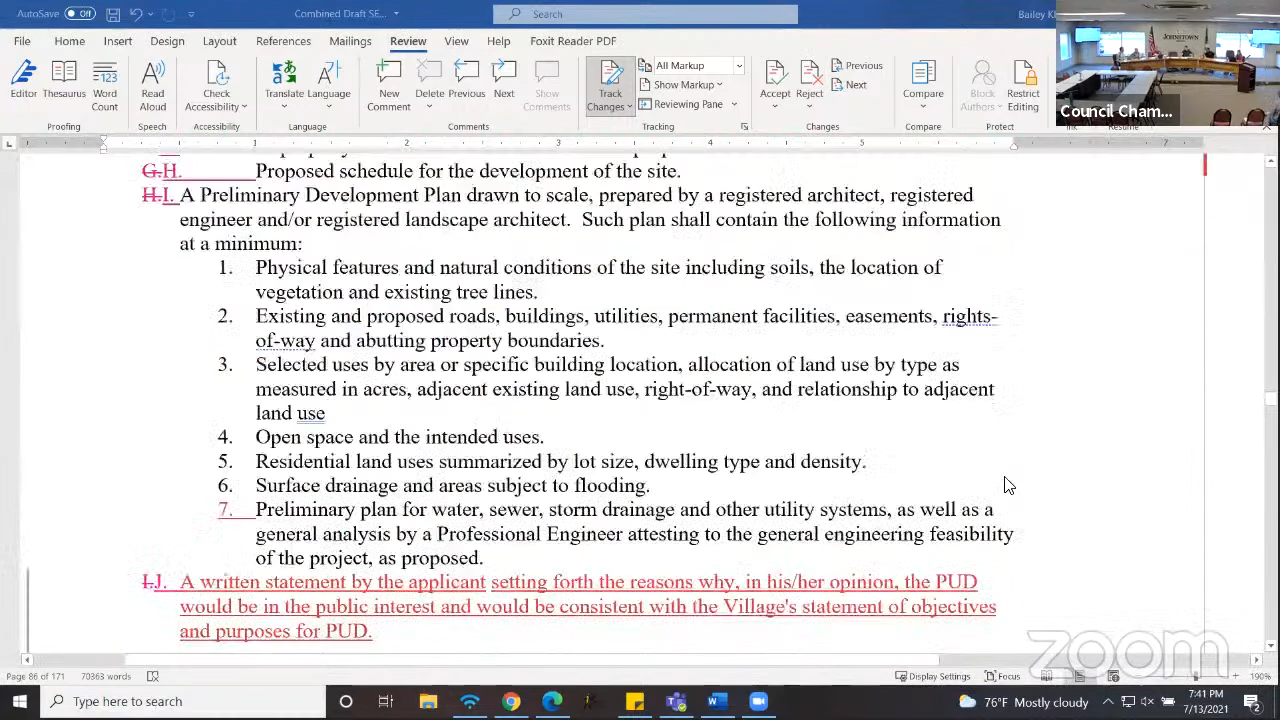 AutoSave Off
Draft JDS S...
Search
Bailey K
File Home Insert Design Layout References Mailings Review View Help Foxit Reader PDF
Editor
Thesaurus
Word Count
Read Aloud
Check Accessibility
Translate
Language
New Comment
Delete
Previous
Next
Show Comments
Track Changes
All Markup
Show Markup
Reviewing Pane
Accept
Reject
Previous
Next
Compare
Block Authors
Restrict Editing
Proofing
Speech
Accessibility
Language
Comments
Tracking
Changes
Compare
Protect
Ink
Resume
JOHNSTOWN
Council Cham...
1 2 3 4 5 7
G.H. Proposed schedule for the development of the site.
H.I. A Preliminary Development Plan drawn to scale, prepared by a registered architect, registered
engineer and/or registered landscape architect. Such plan shall contain the following information
at a minimum:
1. Physical features and natural conditions of the site including soils, the location of
vegetation and existing tree lines.
2. Existing and proposed roads, buildings, utilities, permanent facilities, easements, rights-
of-way and abutting property boundaries.
3. Selected uses by area or specific building location, allocation of land use by type as
measured in acres, adjacent existing land use, right-of-way, and relationship to adjacent
land use
4. Open space and the intended uses.
5. Residential land uses summarized by lot size, dwelling type and density.
6. Surface drainage and areas subject to flooding.
7. Preliminary plan for water, sewer, storm drainage and other utility systems, as well as a
general analysis by a Professional Engineer attesting to the general engineering feasibility
of the project, as proposed.
I.J. A written statement by the applicant setting forth the reasons why, in his/her opinion, the PUD
would be in the public interest and would be consistent with the Village's statement of objectives
and purposes for PUD.
zoom
Page 86 of 171 70363 words
Display Settings Focus 190%
Type here to search
76°F Mostly cloudy
7:41 PM
7/13/2021
2